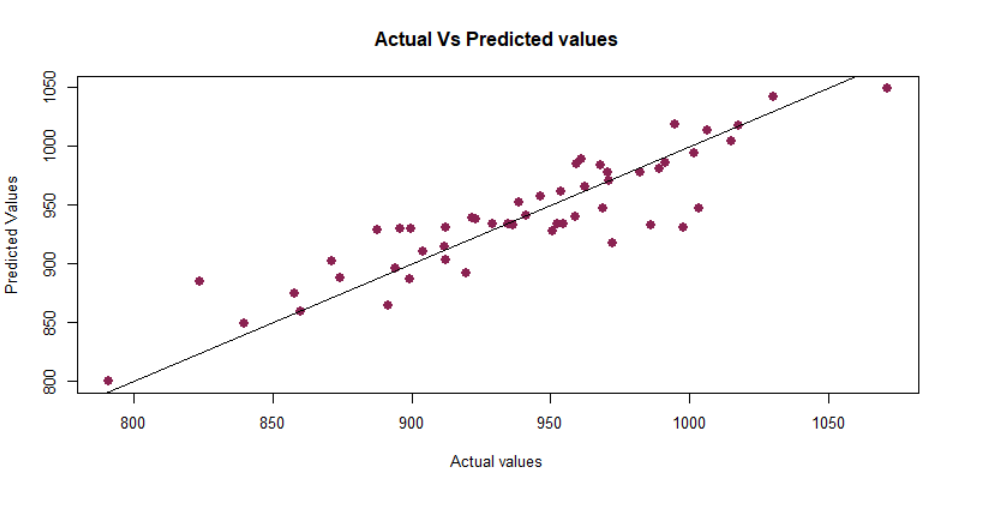 Actual Vs Predicted values
Predicted Values
1050
1000
950
900
850
800
800 850 900 950 1000 1050
Actual values